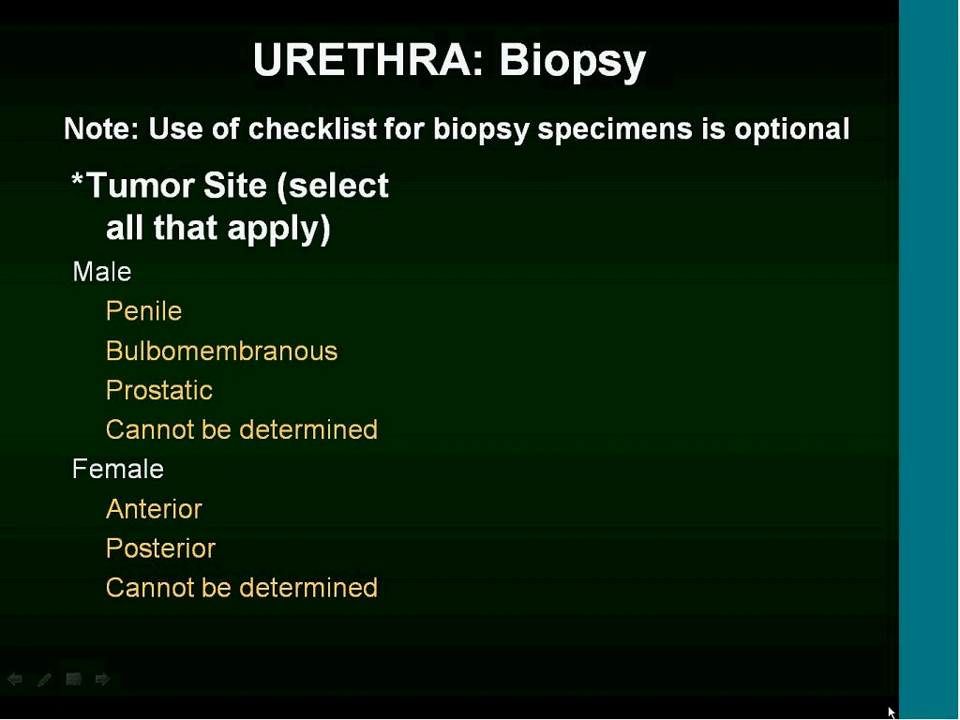 URETHRA: Biopsy
Note: Use of checklist for biopsy specimens is optional
*Tumor Site (select
all that apply)
Male
Penile
Bulbomembranous
Prostatic
Cannot be determined
Female
Anterior
Posterior
Cannot be determined